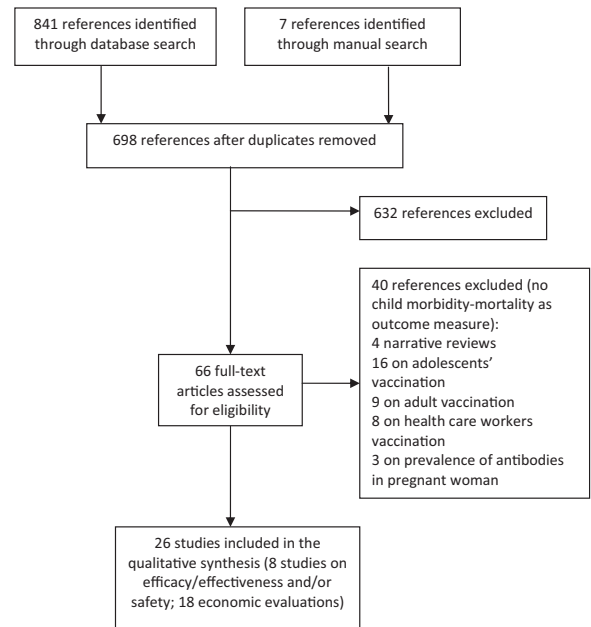 841 references identified
through database search
7 references identified
through manual search
698 references after duplicates removed
632 references excluded
40 references excluded (no
child morbidity-mortality as
outcome measure):
4 narrative reviews
16 on adolescents’
vaccination
9 on adult vaccination
8 on health care workers
vaccination
3 on prevalence of antibodies
in pregnant woman
66 full-text
articles assessed
for eligibility
26 studies included in the
qualitative synthesis (8 studies on
efficacy/effectiveness and/or
safety; 18 economic evaluations)